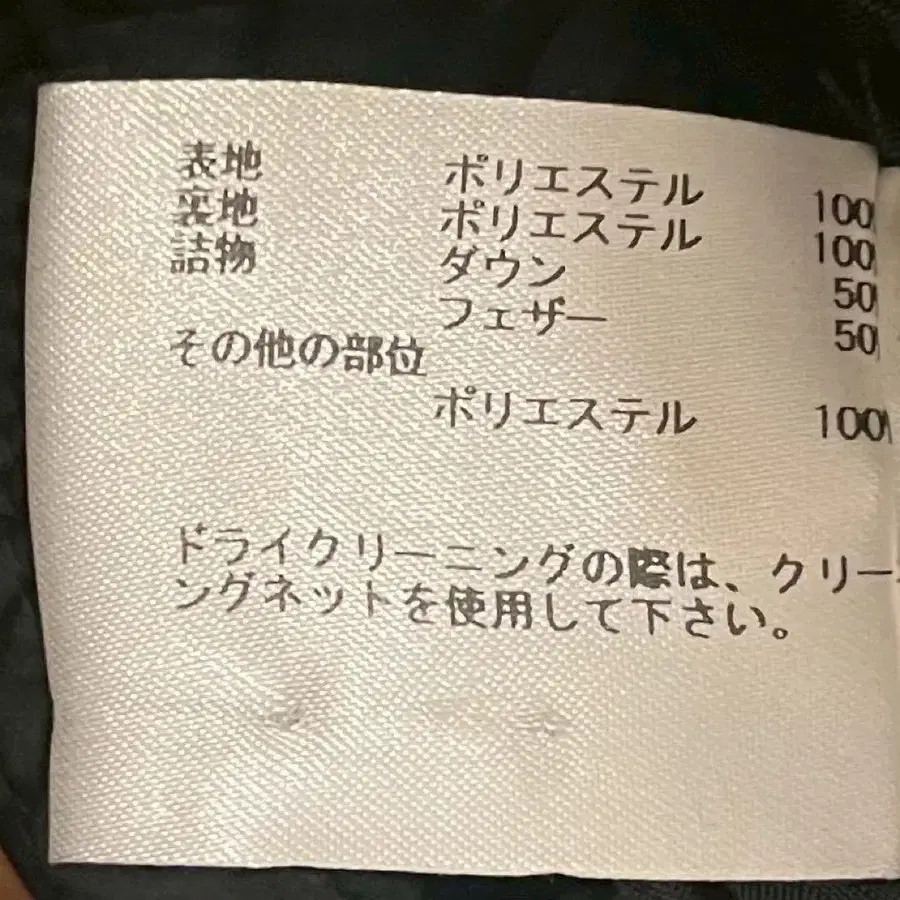 表地 ポリエステル 100
裏地 ポリエステル 100
詰物 ダウン 50
フェザー 50
その他の部位
ポリエステル 100
ドライクリーニングの際は、クリー
ングネットを使用して下さい。